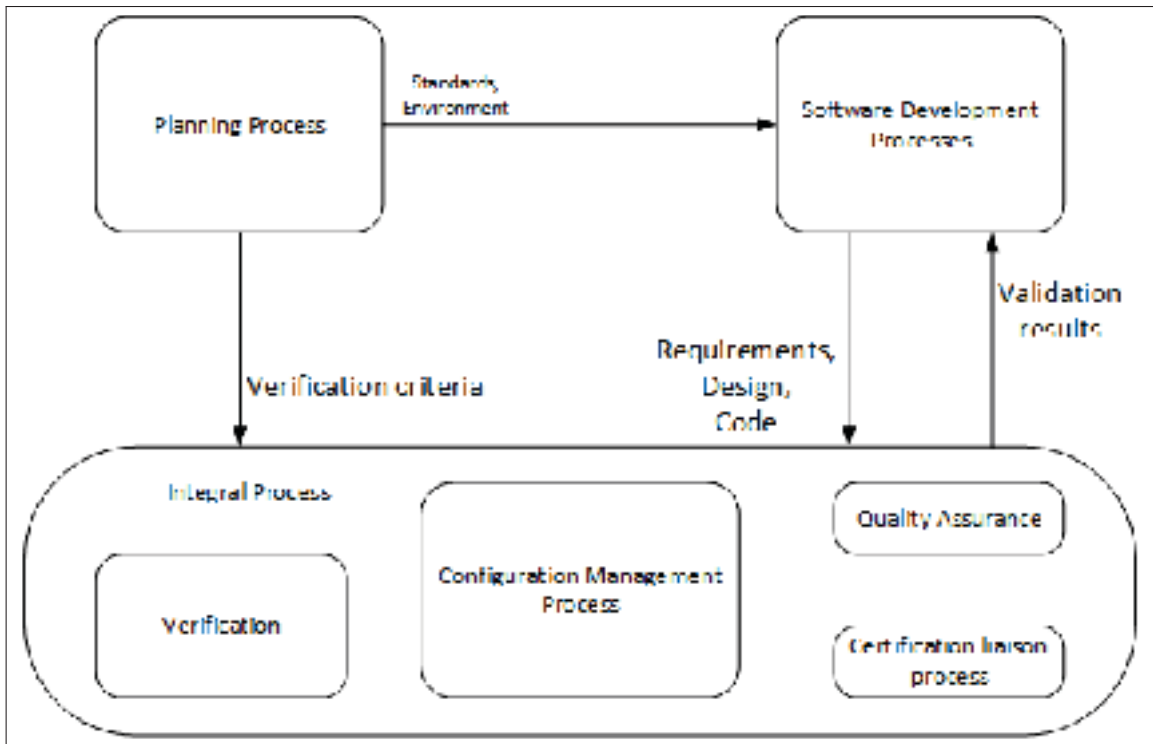 Planning Process
Standards,
Environment
Software Development
Processes
Verification criteria
Requirements,
Design,
Code
Validation
results
Integral Process
Verification
Configuration Management
Process
Quality Assurance
Certification liaison
process